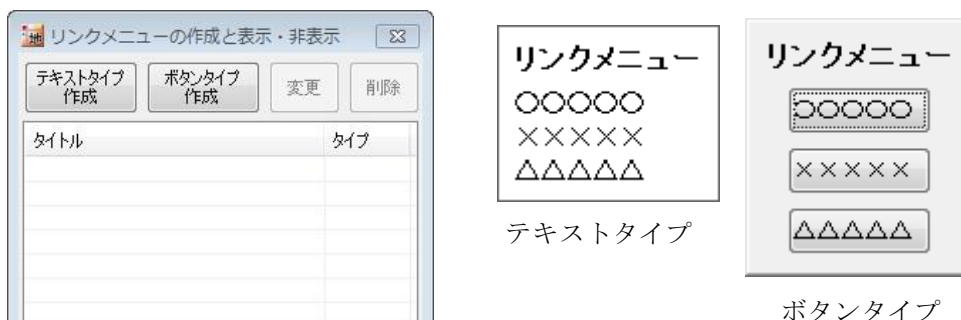 地 リンクメニューの作成と表示・非表示
テキストタイプ
作成
ボタンタイプ
作成
変更
削除
タイトル
タイプ
リンクメニュー
○○○○○
×××××
△△△△△
テキストタイプ
リンクメニュー
○○○○○
×××××
△△△△△
ボタンタイプ